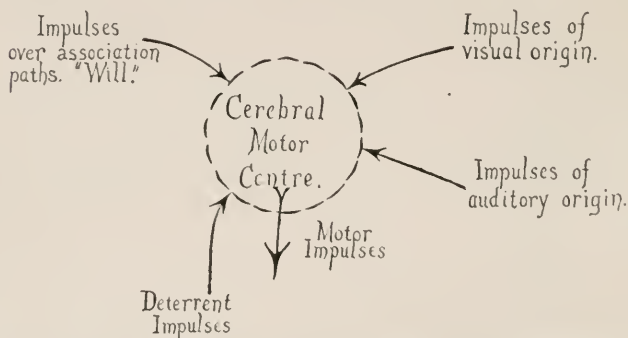 Impulses
over association
paths. "Will."
Impulses of
visual origin.
Cerebral
Motor
Centre.
Impulses of
auditory origin.
Motor
Impulses
Deterrent
Impulses